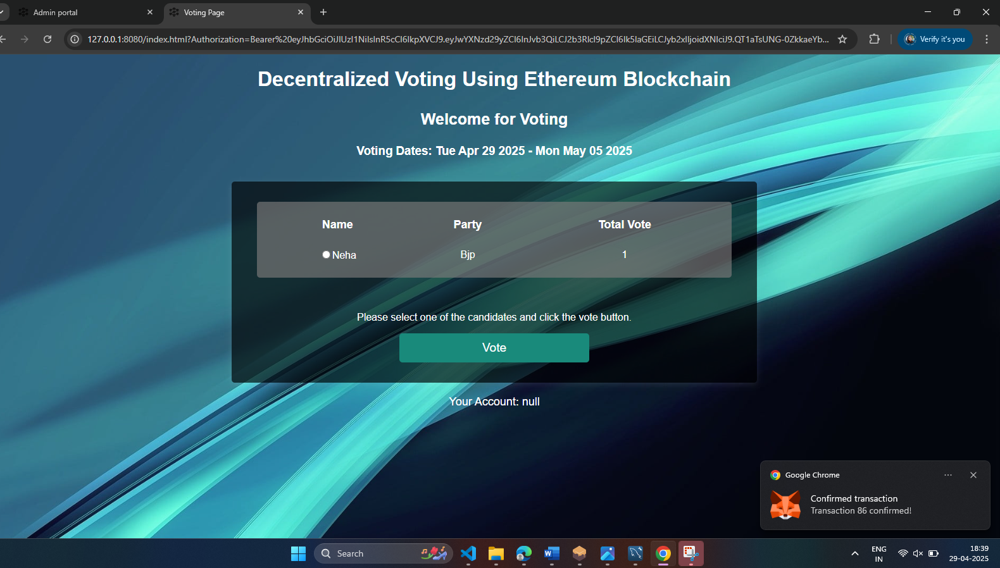 Admin portal
Voting Page
127.0.0.1:8080/index.html?Authorization=Bearer%20eyJhbGciOiJIUzI1NiIsInR5cCI6IkpXVCJ9.eyJwYXNzd29yZCI6InJvb3QiLCJ2b3Rlcl9pZCI6Ik5laGEiLCJyb2xlIjoidXNlciJ9.QT1aTsUNG-0ZkkaeYb...
Verify it's you
Decentralized Voting Using Ethereum Blockchain
Welcome for Voting
Voting Dates: Tue Apr 29 2025 - Mon May 05 2025
Name Party Total Vote
Neha Bjp 1
Please select one of the candidates and click the vote button.
Vote
Your Account: null
Google Chrome
Confirmed transaction
Transaction 86 confirmed!
Search
ENG
IN
18:39
29-04-2025